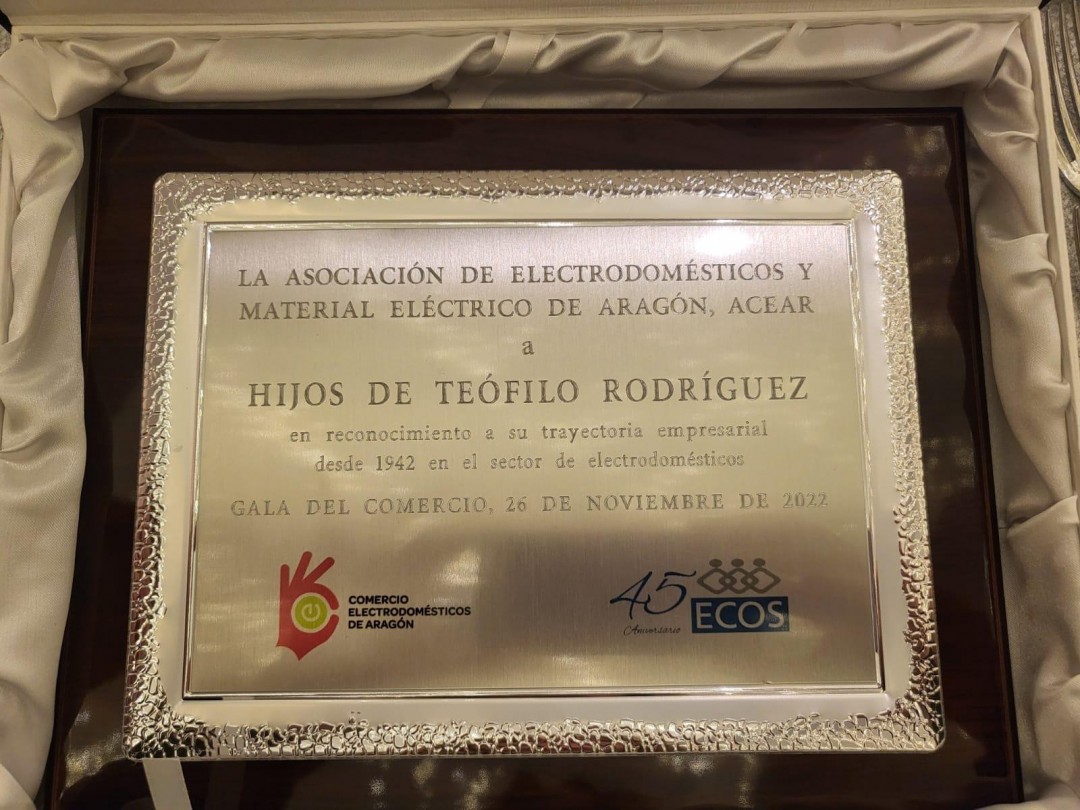 LA ASOCIACIÓN DE ELECTRODOMÉSTICOS Y
MATERIAL ELÉCTRICO DE ARAGÓN, ACEAR
a
HIJOS DE TEÓFILO RODRÍGUEZ
en reconocimiento a su trayectoria empresarial
desde 1942 en el sector de electrodomésticos
GALA DEL COMERCIO, 26 DE NOVIEMBRE DE 2022
e
COMERCIO
ELECTRODOMÉSTICOS
DE ARAGÓN
45
Aniversario
ECOS